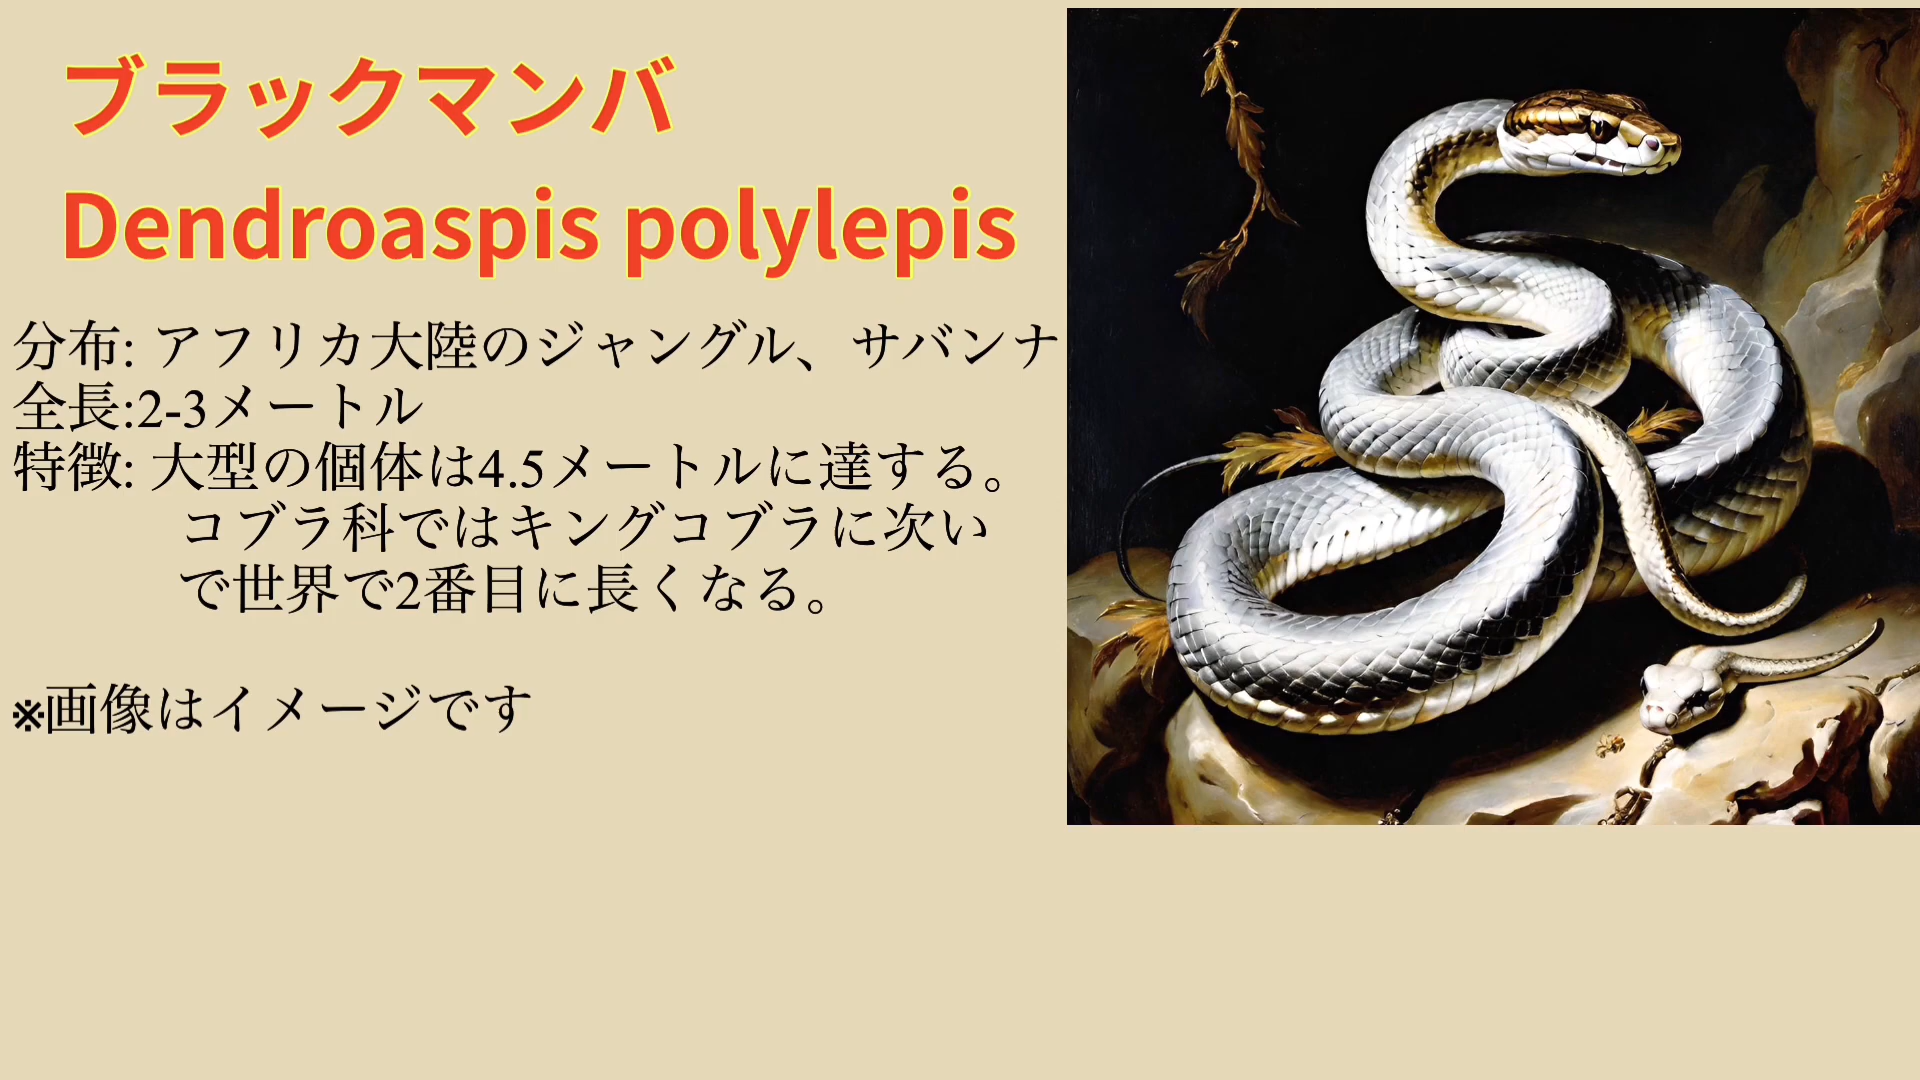 ブラックマンバ
Dendroaspis polylepis
分布: アフリカ大陸のジャングル、サバンナ
全長:2-3メートル
特徴: 大型の個体は4.5メートルに達する。
コブラ科ではキングコブラに次い
で世界で2番目に長くなる。
※画像はイメージです